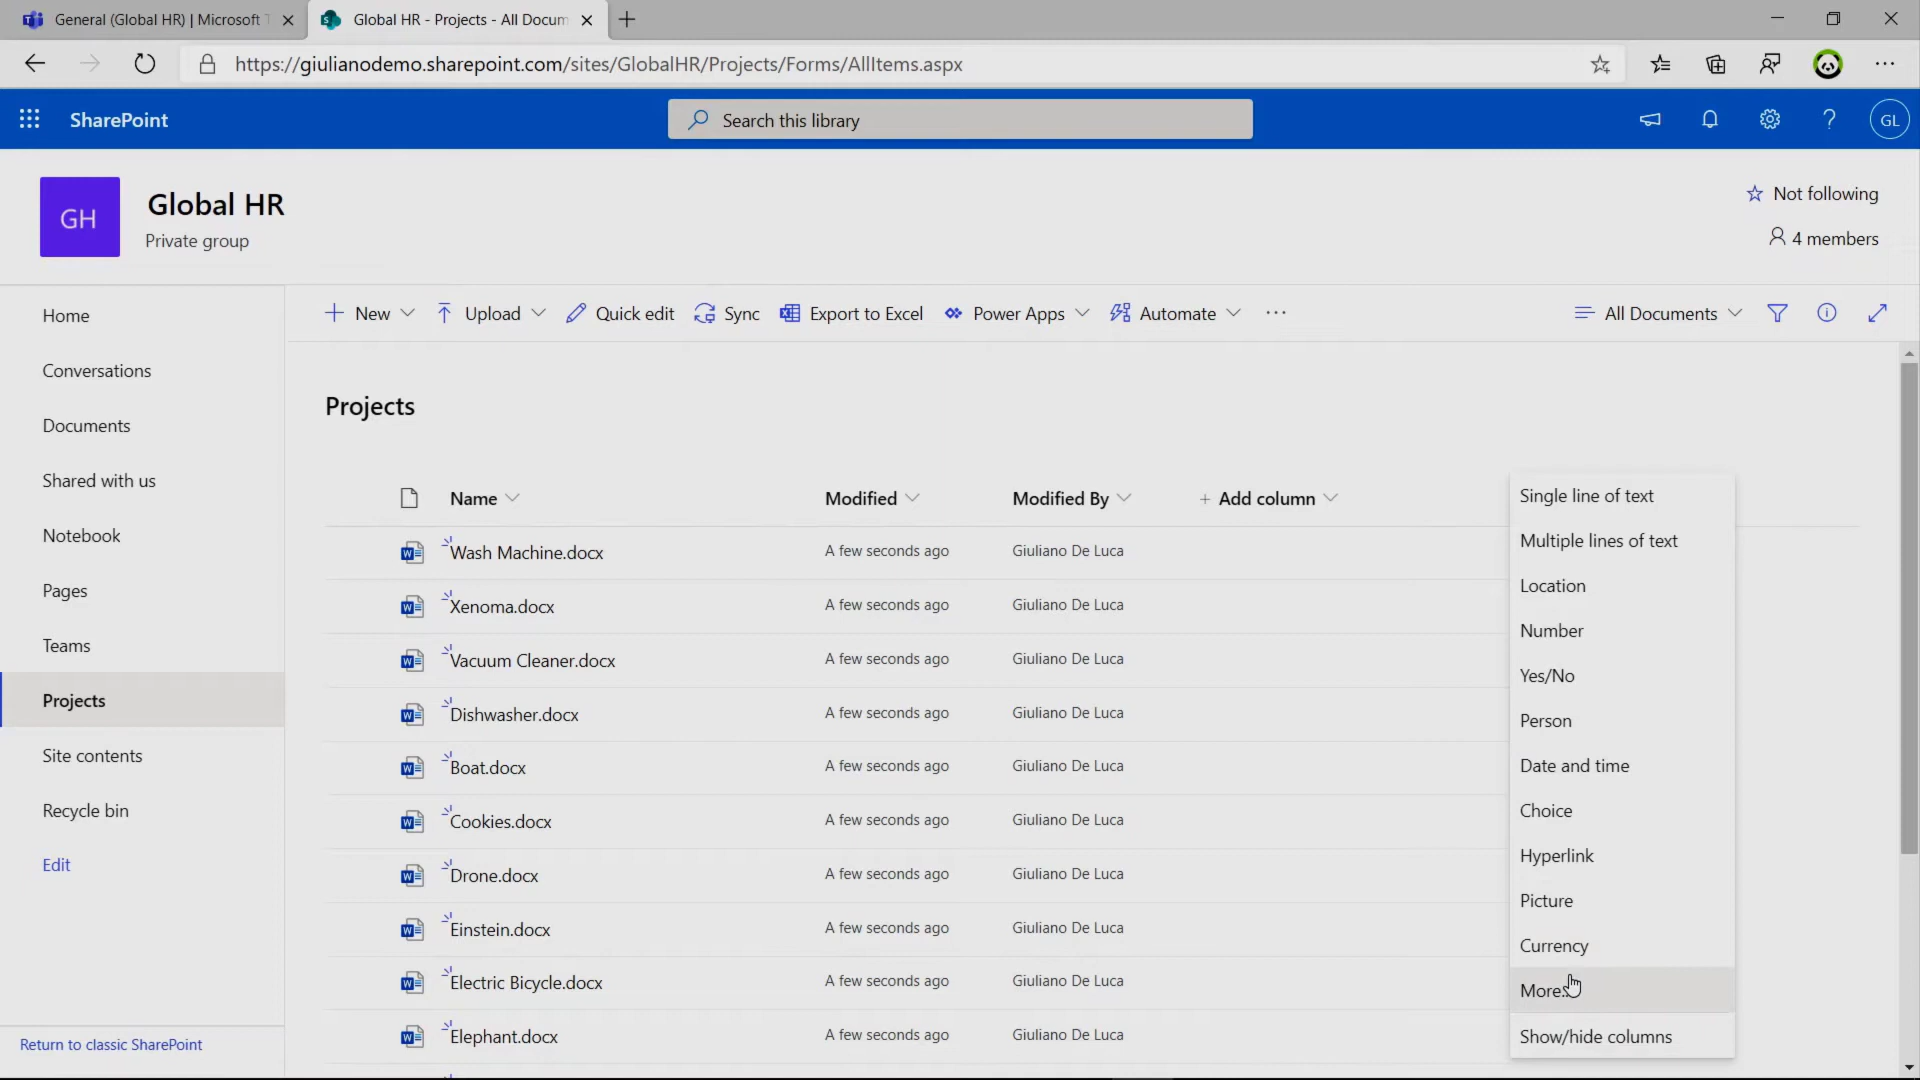 General (Global HR) | Microsoft T
Global HR - Projects - All Docum
https://giulianodemo.sharepoint.com/sites/GlobalHR/Projects/Forms/AllItems.aspx
SharePoint
Search this library
GL
GH
Global HR
Private group
Not following
4 members
Home
Conversations
Documents
Shared with us
Notebook
Pages
Teams
Projects
Site contents
Recycle bin
Edit
Return to classic SharePoint
New
Upload
Quick edit
Sync
Export to Excel
Power Apps
Automate
All Documents
Projects
Name
Modified
Modified By
+ Add column
Wash Machine.docx A few seconds ago Giuliano De Luca
Xenoma.docx A few seconds ago Giuliano De Luca
Vacuum Cleaner.docx A few seconds ago Giuliano De Luca
Dishwasher.docx A few seconds ago Giuliano De Luca
Boat.docx A few seconds ago Giuliano De Luca
Cookies.docx A few seconds ago Giuliano De Luca
Drone.docx A few seconds ago Giuliano De Luca
Einstein.docx A few seconds ago Giuliano De Luca
Electric Bicycle.docx A few seconds ago Giuliano De Luca
Elephant.docx A few seconds ago Giuliano De Luca
Single line of text
Multiple lines of text
Location
Number
Yes/No
Person
Date and time
Choice
Hyperlink
Picture
Currency
More...
Show/hide columns